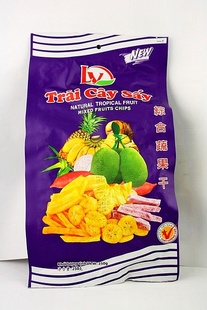 NEW
LV
Trái Cây Sấy
NATURAL TROPICAL FRUIT
MIXED FRUITS CHIPS
綜合蔬果干